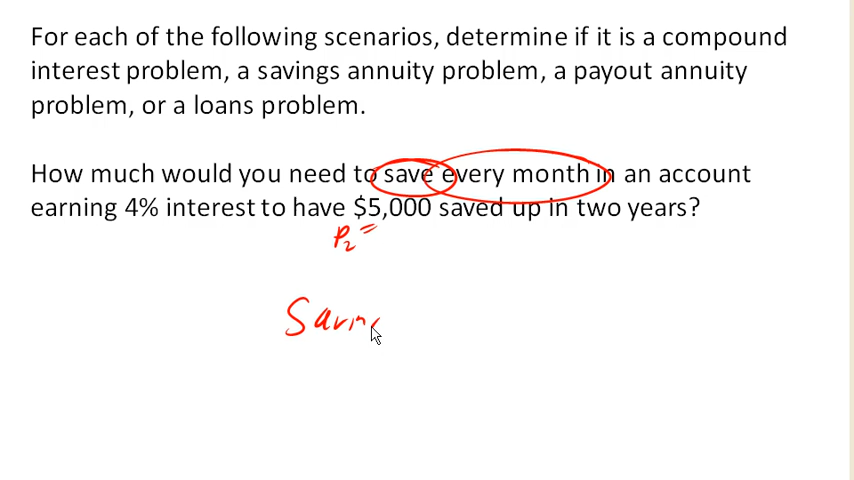 For each of the following scenarios, determine if it is a compound
interest problem, a savings annuity problem, a payout annuity
problem, or a loans problem.
How much would you need to save every month in an account
earning 4% interest to have $5,000 saved up in two years?
P₂ =
Saving